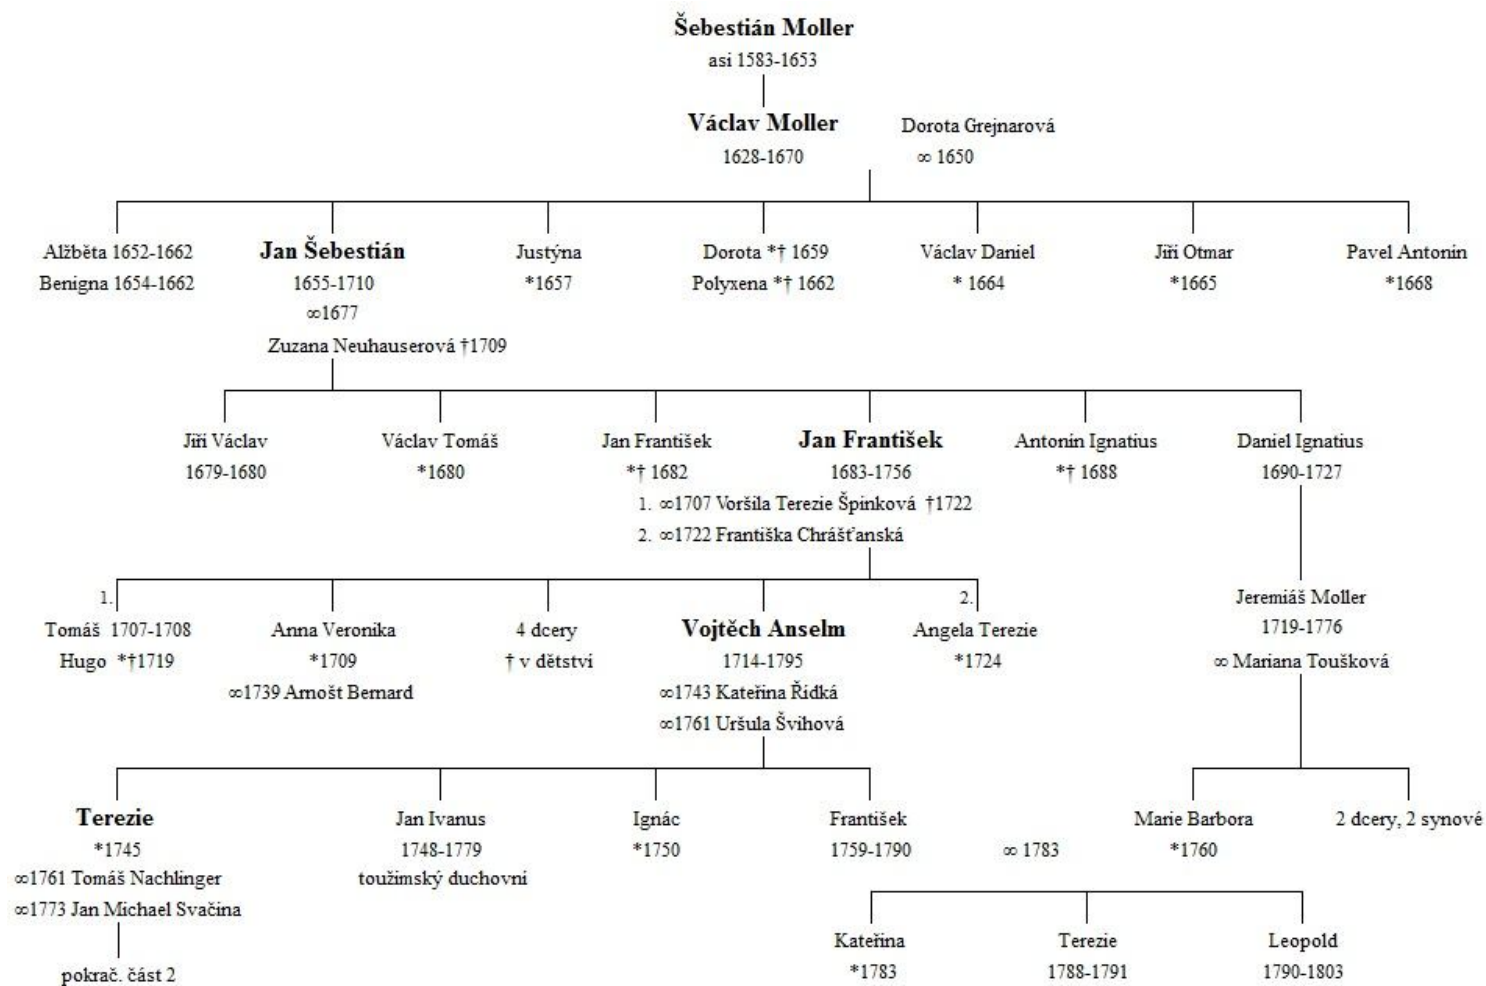 Šebestián Moller
asi 1583-1653
Václav Moller
Dorota Grejnarová
1628-1670
∞ 1650
Alžběta 1652-1662
Benigna 1654-1662
Jan Šebestián
1655-1710
∞1677
Zuzana Neuhauserová †1709
Justýna
*1657
Dorota *† 1659
Polyxena *† 1662
Václav Daniel
* 1664
Jiří Otmar
*1665
Pavel Antonín
*1668
Jiří Václav
1679-1680
Václav Tomáš
*1680
Jan František
*† 1682
Jan František
1683-1756
1. ∞1707 Voršila Terezie Špinková †1722
2. ∞1722 Františka Chrášťanská
Antonín Ignatius
*† 1688
Daniel Ignatius
1690-1727
1.
Tomáš 1707-1708
Hugo *†1719
Anna Veronika
*1709
∞1739 Arnošt Bernard
4 dcery
† v dětství
Vojtěch Anselm
1714-1795
∞1743 Kateřina Řídká
∞1761 Uršula Švihová
2.
Angela Terezie
*1724
Jeremiáš Moller
1719-1776
∞ Mariana Toušková
Terezie
*1745
∞1761 Tomáš Nachlinger
∞1773 Jan Michael Svačina
pokrač. část 2
Jan Ivanus
1748-1779
toužimský duchovní
Ignác
*1750
František
1759-1790
∞ 1783
Marie Barbora
*1760
2 dcery, 2 synové
Kateřina
*1783
Terezie
1788-1791
Leopold
1790-1803